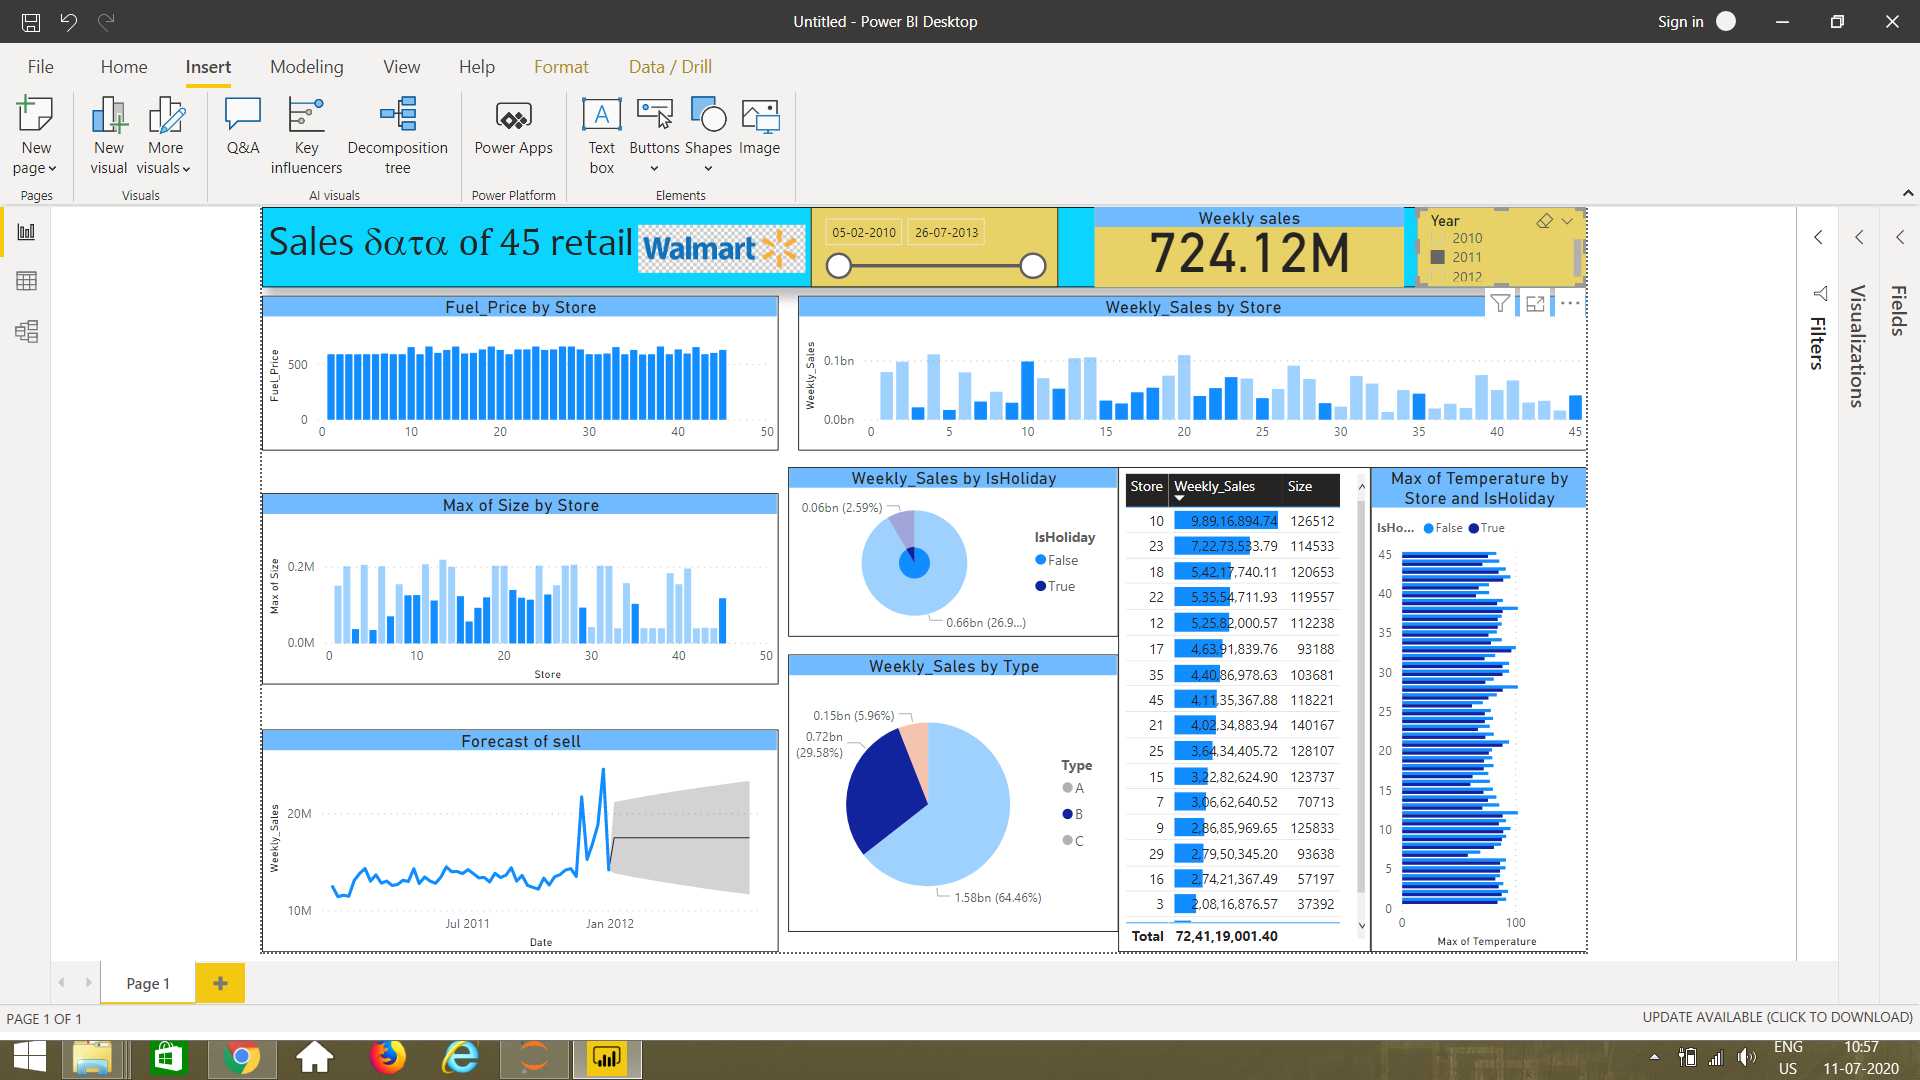 Untitled - Power BI Desktop
Sign in
File Home Insert Modeling View Help Format Data / Drill
New page
New visual
More visuals
Q&A
Key influencers
Decomposition tree
Power Apps
Text box
Buttons
Shapes
Image
Pages
Visuals
AI visuals
Power Platform
Elements
Sales δατα of 45 retail
Walmart
05-02-2010 26-07-2013
Weekly sales
724.12M
Year
2010
2011
2012
Fuel_Price by Store
Fuel_Price
500
0
0 10 20 30 40 50
Weekly_Sales by Store
Weekly_Sales
0.1bn
0.0bn
0 5 10 15 20 25 30 35 40 45
Max of Size by Store
Max of Size
0.2M
0.0M
0 10 20 30 40 50
Store
Weekly_Sales by IsHoliday
0.06bn (2.59%)
0.66bn (26.9...)
IsHoliday
False
True
Weekly_Sales by Type
0.15bn (5.96%)
0.72bn
(29.58%)
1.58bn (64.46%)
Type
A
B
C
Forecast of sell
Weekly_Sales
20M
10M
Jul 2011 Jan 2012
Date
Store Weekly_Sales Size
10 9,89,16,894.74 126512
23 7,22,73,533.79 114533
18 5,42,17,740.11 120653
22 5,35,54,711.93 119557
12 5,25,82,000.57 112238
17 4,63,91,839.76 93188
35 4,40,86,978.63 103681
45 4,11,35,367.88 118221
21 4,02,34,883.94 140167
25 3,64,34,405.72 128107
15 3,22,82,624.90 123737
7 3,06,62,640.52 70713
9 2,86,85,969.65 125833
29 2,79,50,345.20 93638
16 2,74,21,367.49 57197
3 2,08,16,876.57 37392
Total 72,41,19,001.40
Max of Temperature by
Store and IsHoliday
IsHo... False True
45
40
35
30
25
20
15
10
5
0
0 100
Max of Temperature
Filters
Visualizations
Fields
Page 1
PAGE 1 OF 1
UPDATE AVAILABLE (CLICK TO DOWNLOAD)
ENG
US
10:57
11-07-2020